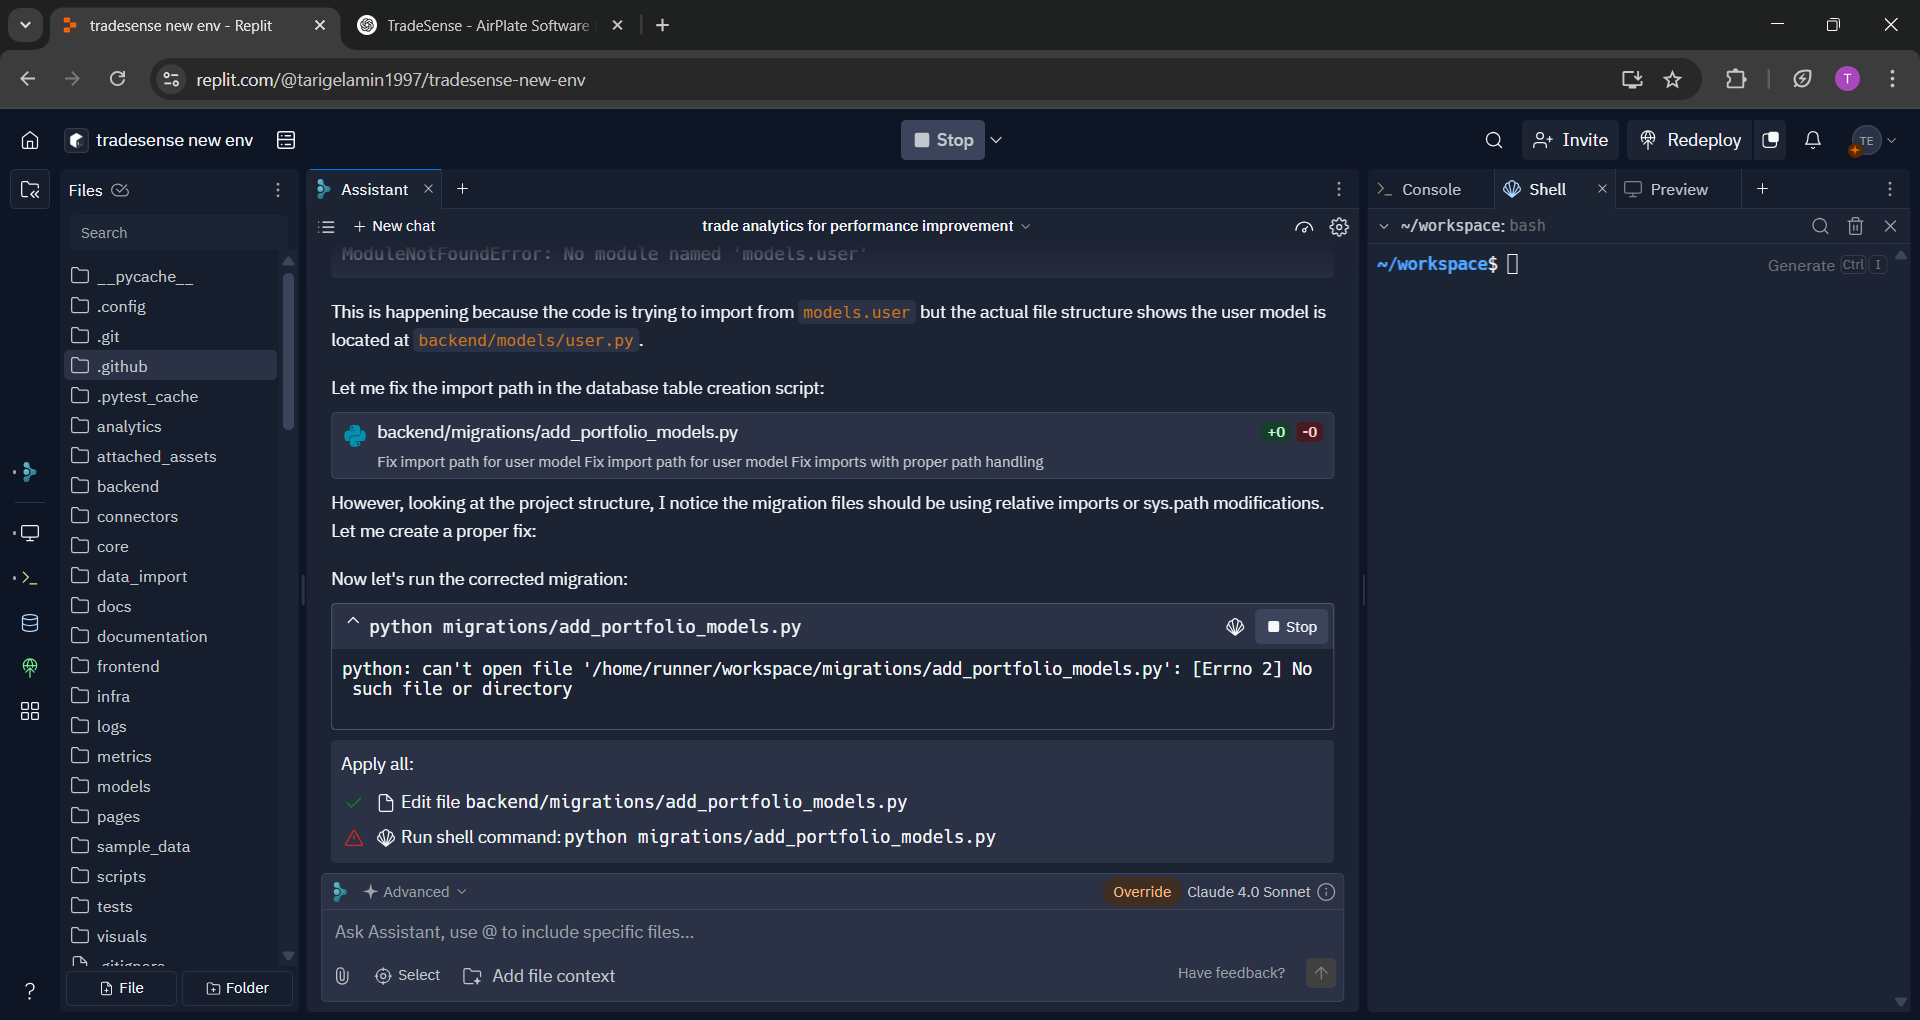 tradesense new env - Replit
TradeSense - AirPlate Software
replit.com/@tarigelamin1997/tradesense-new-env
T
tradesense new env
Stop
Invite
Redeploy
TE
Files
Search
__pycache__
.config
.git
.github
.pytest_cache
analytics
attached_assets
backend
connectors
core
data_import
docs
documentation
frontend
infra
logs
metrics
models
pages
sample_data
scripts
tests
visuals
.gitignore
File
Folder
Assistant
New chat
trade analytics for performance improvement
ModuleNotFoundError: No module named 'models.user'
This is happening because the code is trying to import from models.user but the actual file structure shows the user model is
located at backend/models/user.py.
Let me fix the import path in the database table creation script:
backend/migrations/add_portfolio_models.py
+0 -0
Fix import path for user model Fix import path for user model Fix imports with proper path handling
However, looking at the project structure, I notice the migration files should be using relative imports or sys.path modifications.
Let me create a proper fix:
Now let's run the corrected migration:
python migrations/add_portfolio_models.py
Stop
python: can't open file '/home/runner/workspace/migrations/add_portfolio_models.py': [Errno 2] No
such file or directory
Apply all:
Edit file backend/migrations/add_portfolio_models.py
Run shell command: python migrations/add_portfolio_models.py
Advanced
Override Claude 4.0 Sonnet
Ask Assistant, use @ to include specific files...
Select
Add file context
Have feedback?
Console
Shell
Preview
~/workspace: bash
~/workspace$
Generate Ctrl I